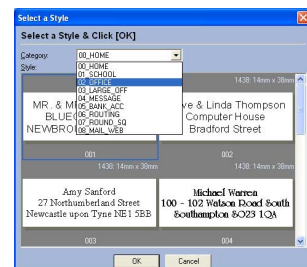 Select a Style
Select a Style & Click [OK]
Category:
00_HOME
Style:
00_HOME
01_SCHOOL
02_OFFICE
03_LARGE_OFF
04_MESSAGE
05_BANK_ACC
06_ROUTING
07_ROUND_SQ
08_MAIL_WEB
1438: 14mm x 38mm
MR. & M
BLUE
NEWBRO
001
ve & Linda Thompson
Computer House
Bradford Street
002
1438: 14mm x 38mm
1438: 14mm x 38mm
Amy Sanford
27 Northumberland Street
Newcastle upon Tyne NE1 5BB
003
Michael Warren
100 - 102 Watson Road South
Southampton SO23 1QA
004
OK
Cancel